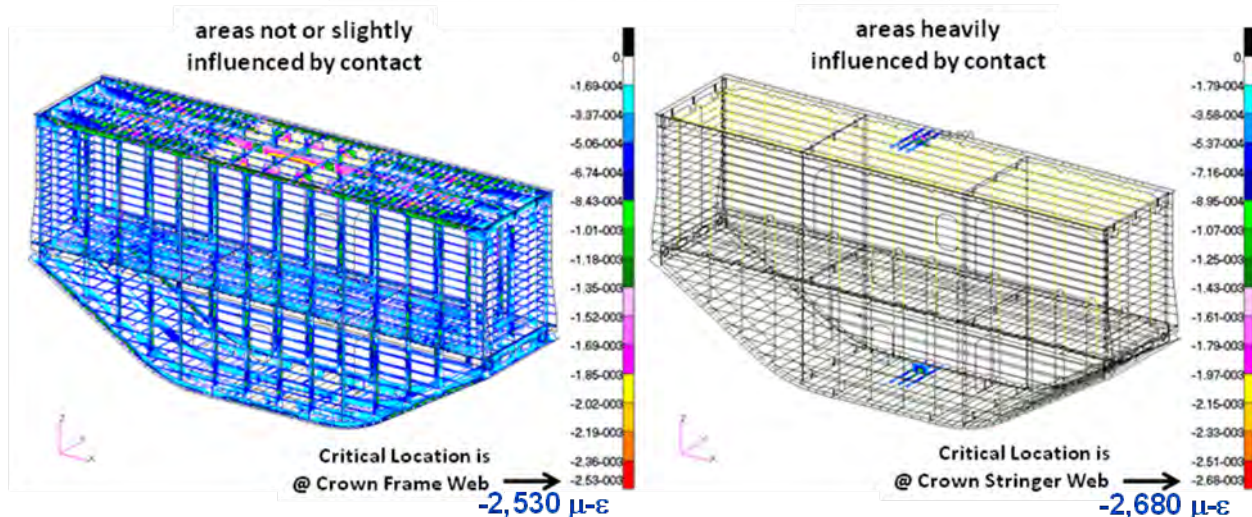 areas not or slightly
influenced by contact
0.
-1.69-004
-3.37-004
-5.06-004
-6.74-004
-8.43-004
-1.01-003
-1.18-003
-1.35-003
-1.52-003
-1.69-003
-1.85-003
-2.02-003
-2.19-003
-2.36-003
-2.53-003
Z
X
Critical Location is
@ Crown Frame Web
-2,530 μ-ε
areas heavily
influenced by contact
0.
-1.79-004
-3.58-004
-5.37-004
-7.16-004
-8.95-004
-1.07-003
-1.25-003
-1.43-003
-1.61-003
-1.79-003
-1.97-003
-2.15-003
-2.33-003
-2.51-003
-2.68-003
Z
X
Critical Location is
@ Crown Stringer Web
-2,680 μ-ε